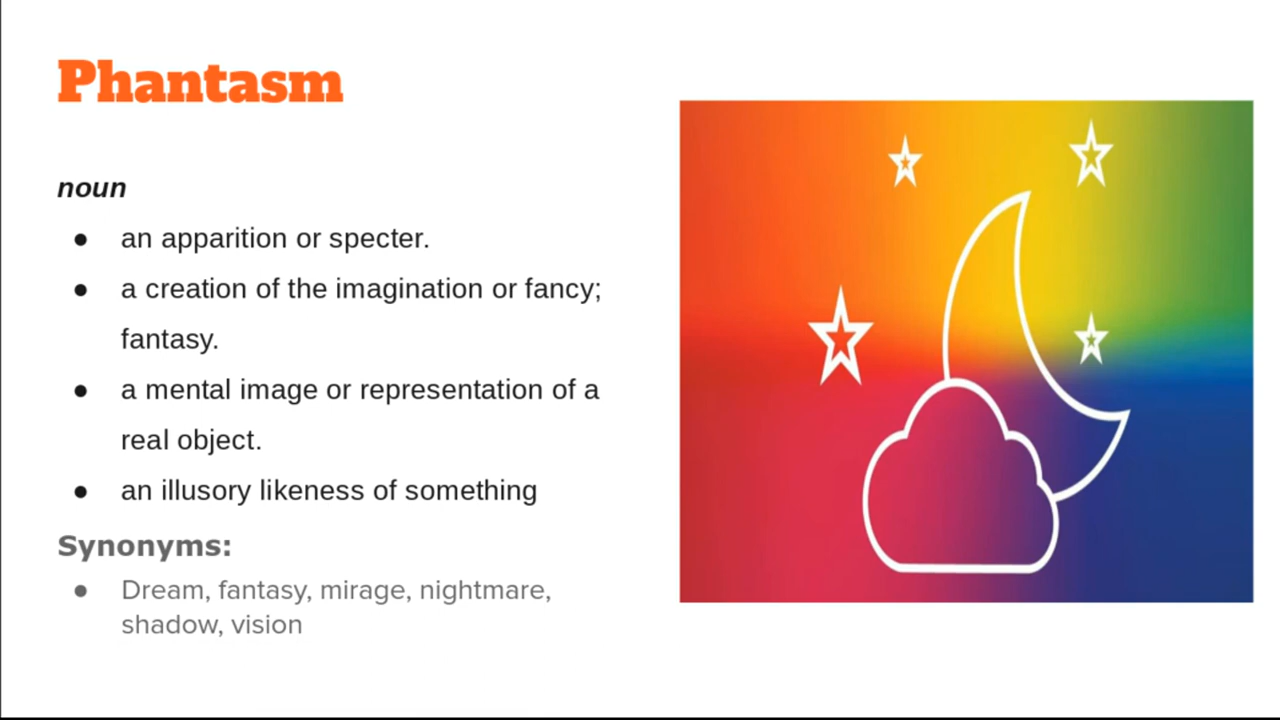 Phantasm
noun
● an apparition or specter.
● a creation of the imagination or fancy;
fantasy.
● a mental image or representation of a
real object.
● an illusory likeness of something
Synonyms:
● Dream, fantasy, mirage, nightmare,
shadow, vision